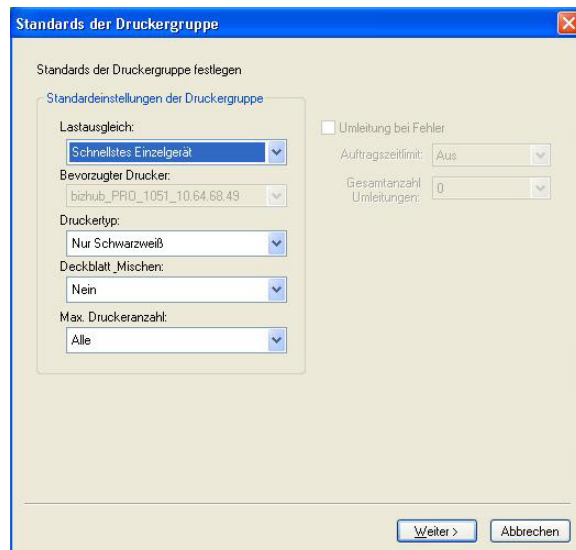 Standards der Druckergruppe
Standards der Druckergruppe festlegen
Standardeinstellungen der Druckergruppe
Lastausgleich:
Schnellstes Einzelgerät
Bevorzugter Drucker:
bizhub_PRO_1051_10.64.68.49
Druckertyp:
Nur Schwarzweiß
Deckblatt_Mischen:
Nein
Max. Druckeranzahl:
Alle
Umleitung bei Fehler
Auftragszeitlimit: Aus
Gesamtanzahl
Umleitungen: 0
Weiter >
Abbrechen